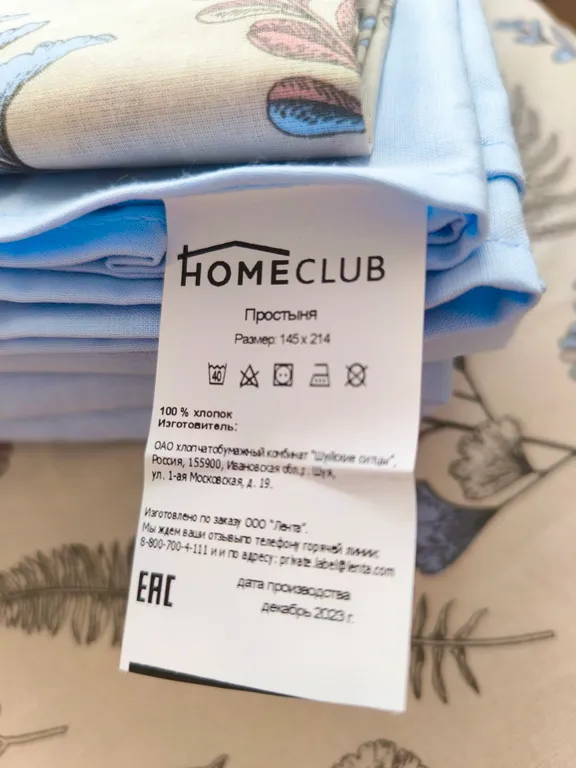 HOMECLUB
Простыня
Размер: 145 x 214
40
100 % хлопок
Изготовитель:
ОАО хлопчатобумажный комбинат "Шуйские ситцы",
Россия, 155900, Ивановская обл., г. Шуя,
ул. 1-ая Московская, д. 19.
Изготовлено по заказу ООО "Лента".
Мы ждем ваши отзывы по телефону горячей линии:
8-800-700-4-111 и и по адресу: private.label@lenta.com
EAC
дата производства
декабрь 2023 г.